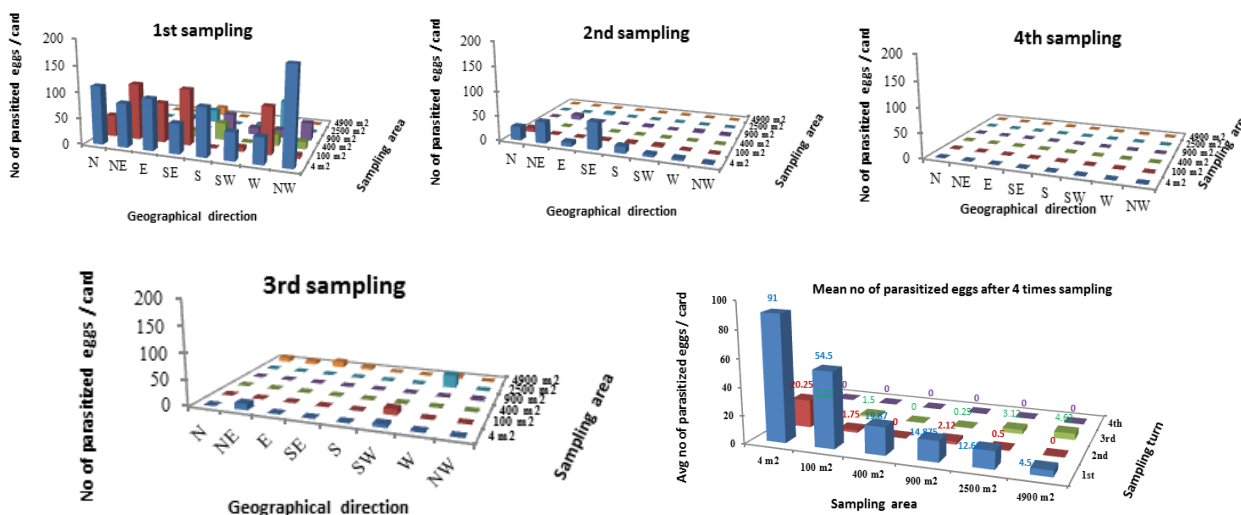 1st sampling
No of parasitized eggs / card
200
150
100
50
0
N
NE
E
SE
S
SW
W
NW
4900 m2
2500 m2
900 m2
400 m2
100 m2
4 m2
Sampling area
Geographical direction
2nd sampling
No of parasitized eggs / card
200
150
100
50
0
N
NE
E
SE
S
SW
W
NW
4900 m2
2500 m2
900 m2
400 m2
100 m2
4 m2
Sampling area
Geographical direction
4th sampling
No of parasitized eggs / card
200
150
100
50
0
N
NE
E
SE
S
SW
W
NW
4900 m2
2500 m2
900 m2
400 m2
100 m2
4 m2
Sampling area
Geographical direction
3rd sampling
No of parasitized eggs / card
200
150
100
50
0
N
NE
E
SE
S
SW
W
NW
4900 m2
2500 m2
900 m2
400 m2
100 m2
4 m2
Sampling area
Geographical direction
Mean no of parasitized eggs after 4 times sampling
Avg no of parasitized eggs / card
100
80
60
40
20
0
91
54.5
19.87
14.875
4.5
20.25
1.75
0
2.12
0.5
0
1.5
0
0.25
3.12
4.62
0
0
0
0
0
0
4 m2
100 m2
400 m2
900 m2
2500 m2
4900 m2
4th
3rd
2nd
1st
Sampling turn
Sampling area